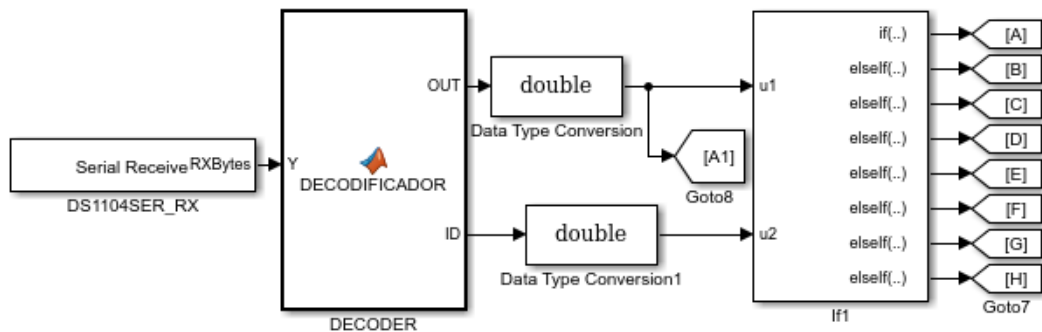 Serial Receive RXBytes
DS1104SER_RX
Y
DECODIFICADOR
OUT
ID
DECODER
double
Data Type Conversion
[A1]
Goto8
double
Data Type Conversion1
u1
u2
if(..)
elseIf(..)
elseIf(..)
elseIf(..)
elseIf(..)
elseIf(..)
elseIf(..)
elseIf(..)
If1
[A]
[B]
[C]
[D]
[E]
[F]
[G]
[H]
Goto7